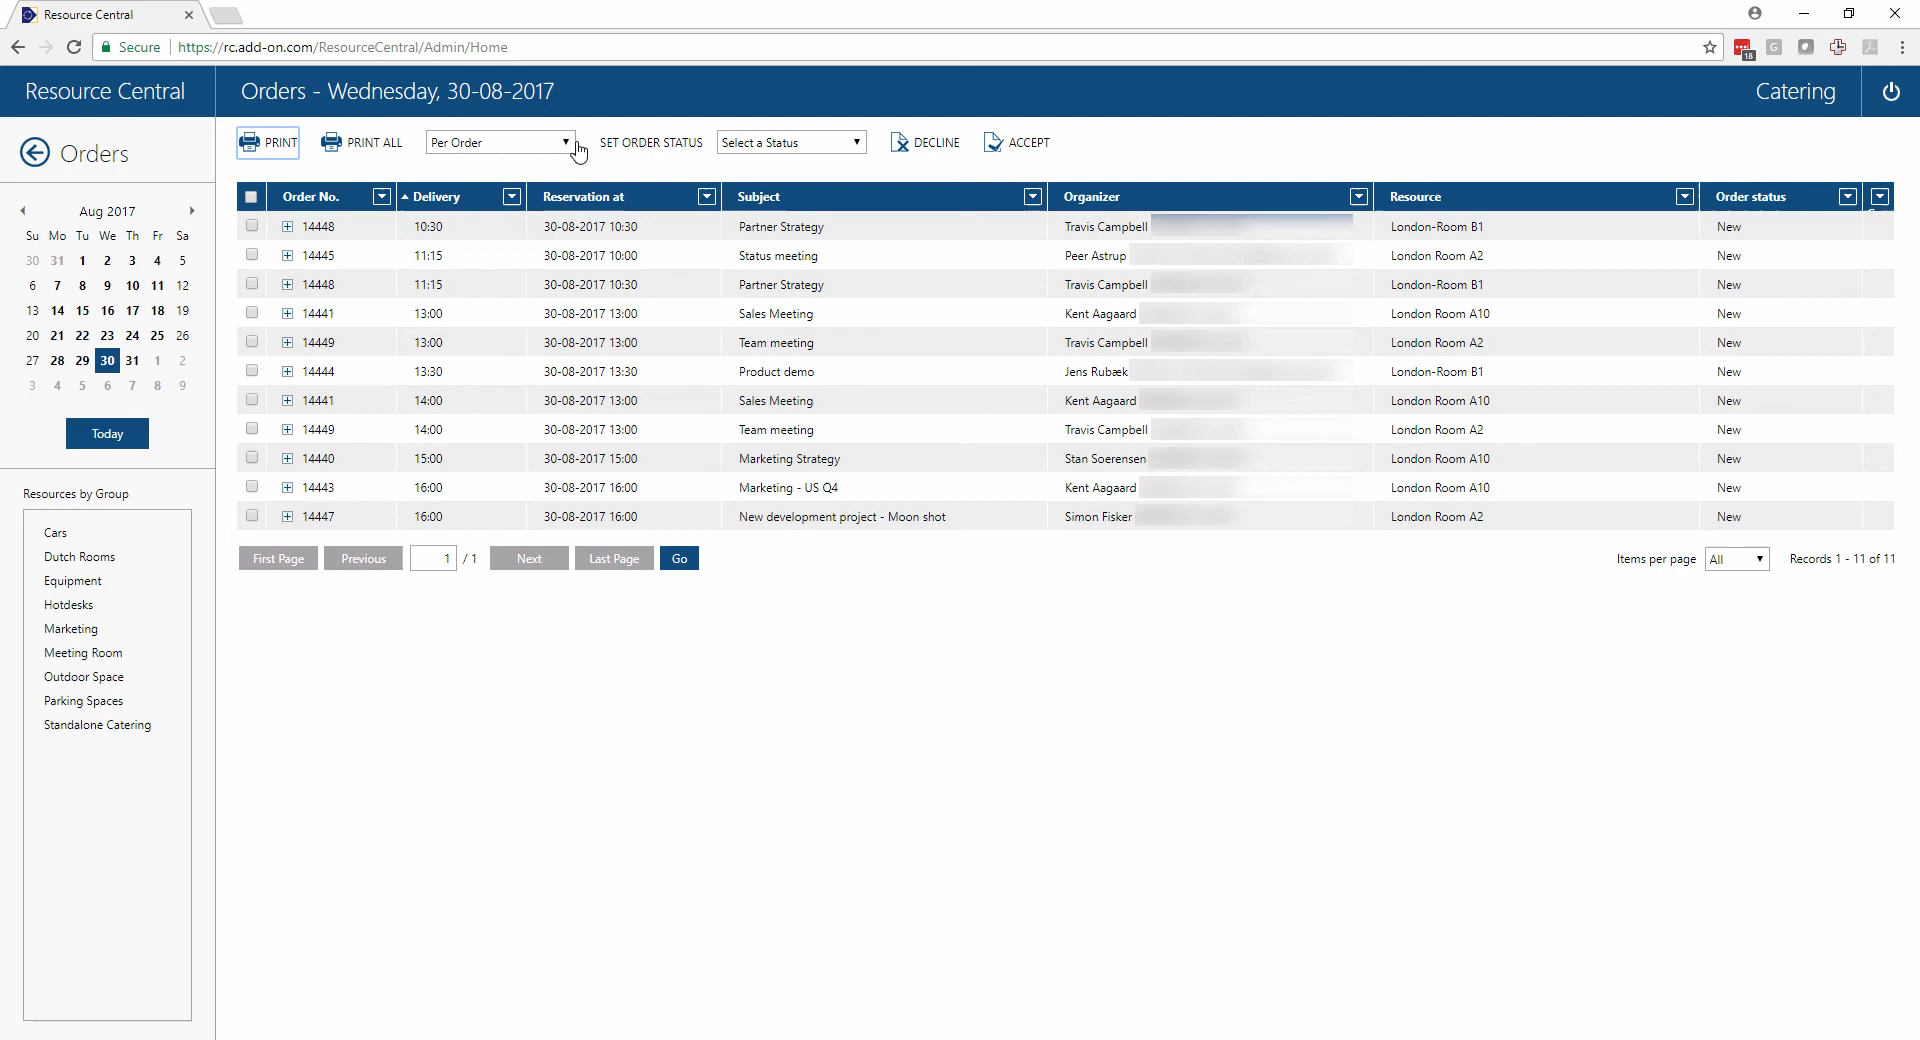 Resource Central
Secure https://rc.add-on.com/ResourceCentral/Admin/Home
18
G
Resource Central Orders - Wednesday, 30-08-2017 Catering
Orders
PRINT PRINT ALL Per Order SET ORDER STATUS Select a Status DECLINE ACCEPT
Aug 2017
Su Mo Tu We Th Fr Sa
30 31 1 2 3 4 5
6 7 8 9 10 11 12
13 14 15 16 17 18 19
20 21 22 23 24 25 26
27 28 29 30 31 1 2
3 4 5 6 7 8 9
Today
Resources by Group
Cars
Dutch Rooms
Equipment
Hotdesks
Marketing
Meeting Room
Outdoor Space
Parking Spaces
Standalone Catering
Order No. Delivery Reservation at Subject Organizer Resource Order status
14448 10:30 30-08-2017 10:30 Partner Strategy Travis Campbell London-Room B1 New
14445 11:15 30-08-2017 10:00 Status meeting Peer Astrup London Room A2 New
14448 11:15 30-08-2017 10:30 Partner Strategy Travis Campbell London-Room B1 New
14441 13:00 30-08-2017 13:00 Sales Meeting Kent Aagaard London Room A10 New
14449 13:00 30-08-2017 13:00 Team meeting Travis Campbell London Room A2 New
14444 13:30 30-08-2017 13:30 Product demo Jens Rubæk London-Room B1 New
14441 14:00 30-08-2017 13:00 Sales Meeting Kent Aagaard London Room A10 New
14449 14:00 30-08-2017 13:00 Team meeting Travis Campbell London Room A2 New
14440 15:00 30-08-2017 15:00 Marketing Strategy Stan Soerensen London Room A10 New
14443 16:00 30-08-2017 16:00 Marketing - US Q4 Kent Aagaard London Room A10 New
14447 16:00 30-08-2017 16:00 New development project - Moon shot Simon Fisker London Room A2 New
First Page Previous 1 / 1 Next Last Page Go Items per page All Records 1 - 11 of 11